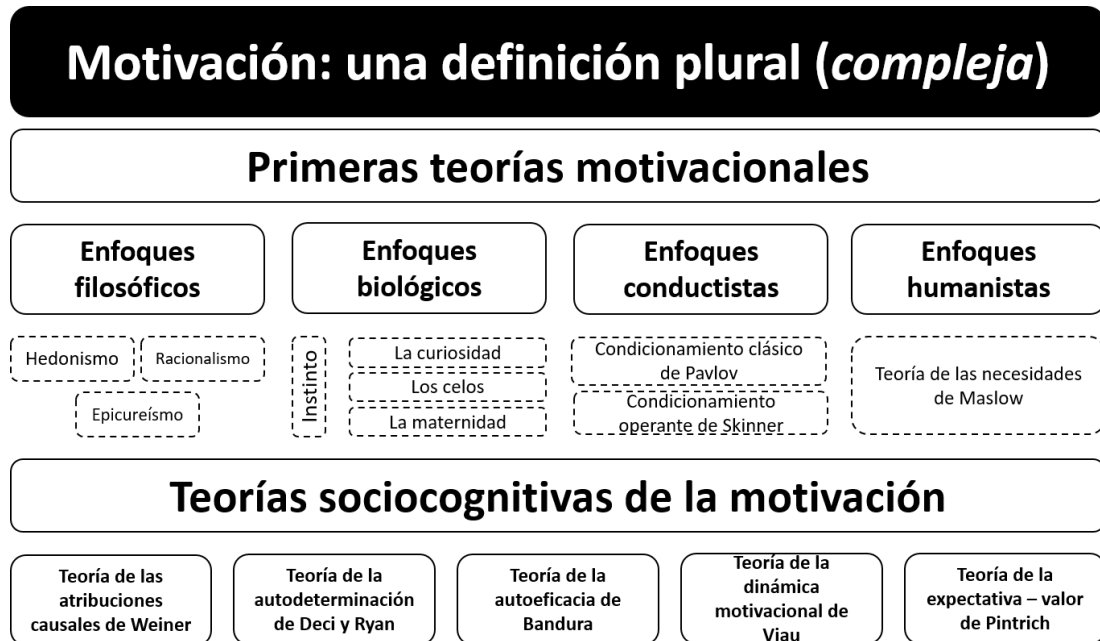 Motivación: una definición plural (compleja)
Primeras teorías motivacionales
Enfoques
filosóficos
Enfoques
biológicos
Enfoques
conductistas
Enfoques
humanistas
Hedonismo
Racionalismo
Epicureísmo
Instinto
La curiosidad
Los celos
La maternidad
Condicionamiento clásico
de Pavlov
Condicionamiento
operante de Skinner
Teoría de las necesidades
de Maslow
Teorías sociocognitivas de la motivación
Teoría de las
atribuciones
causales de Weiner
Teoría de la
autodeterminación
de Deci y Ryan
Teoría de la
autoeficacia de
Bandura
Teoría de la
dinámica
motivacional de
Viau
Teoría de la
expectativa – valor
de Pintrich